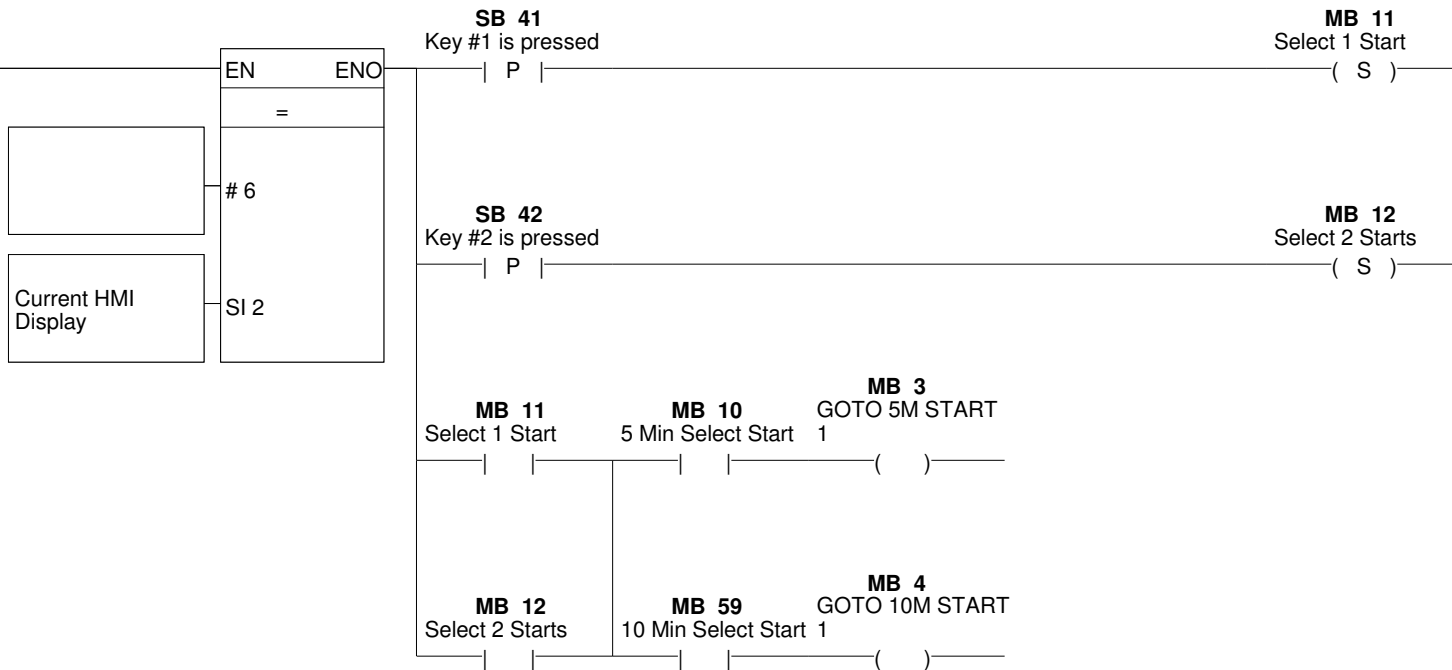 SB 41
Key #1 is pressed
P
MB 11
Select 1 Start
( S )
EN ENO
=
# 6
SB 42
Key #2 is pressed
P
MB 12
Select 2 Starts
( S )
Current HMI
Display
SI 2
MB 11
Select 1 Start
MB 10
5 Min Select Start
MB 3
GOTO 5M START
1
( )
MB 12
Select 2 Starts
MB 59
10 Min Select Start
MB 4
GOTO 10M START
1
( )